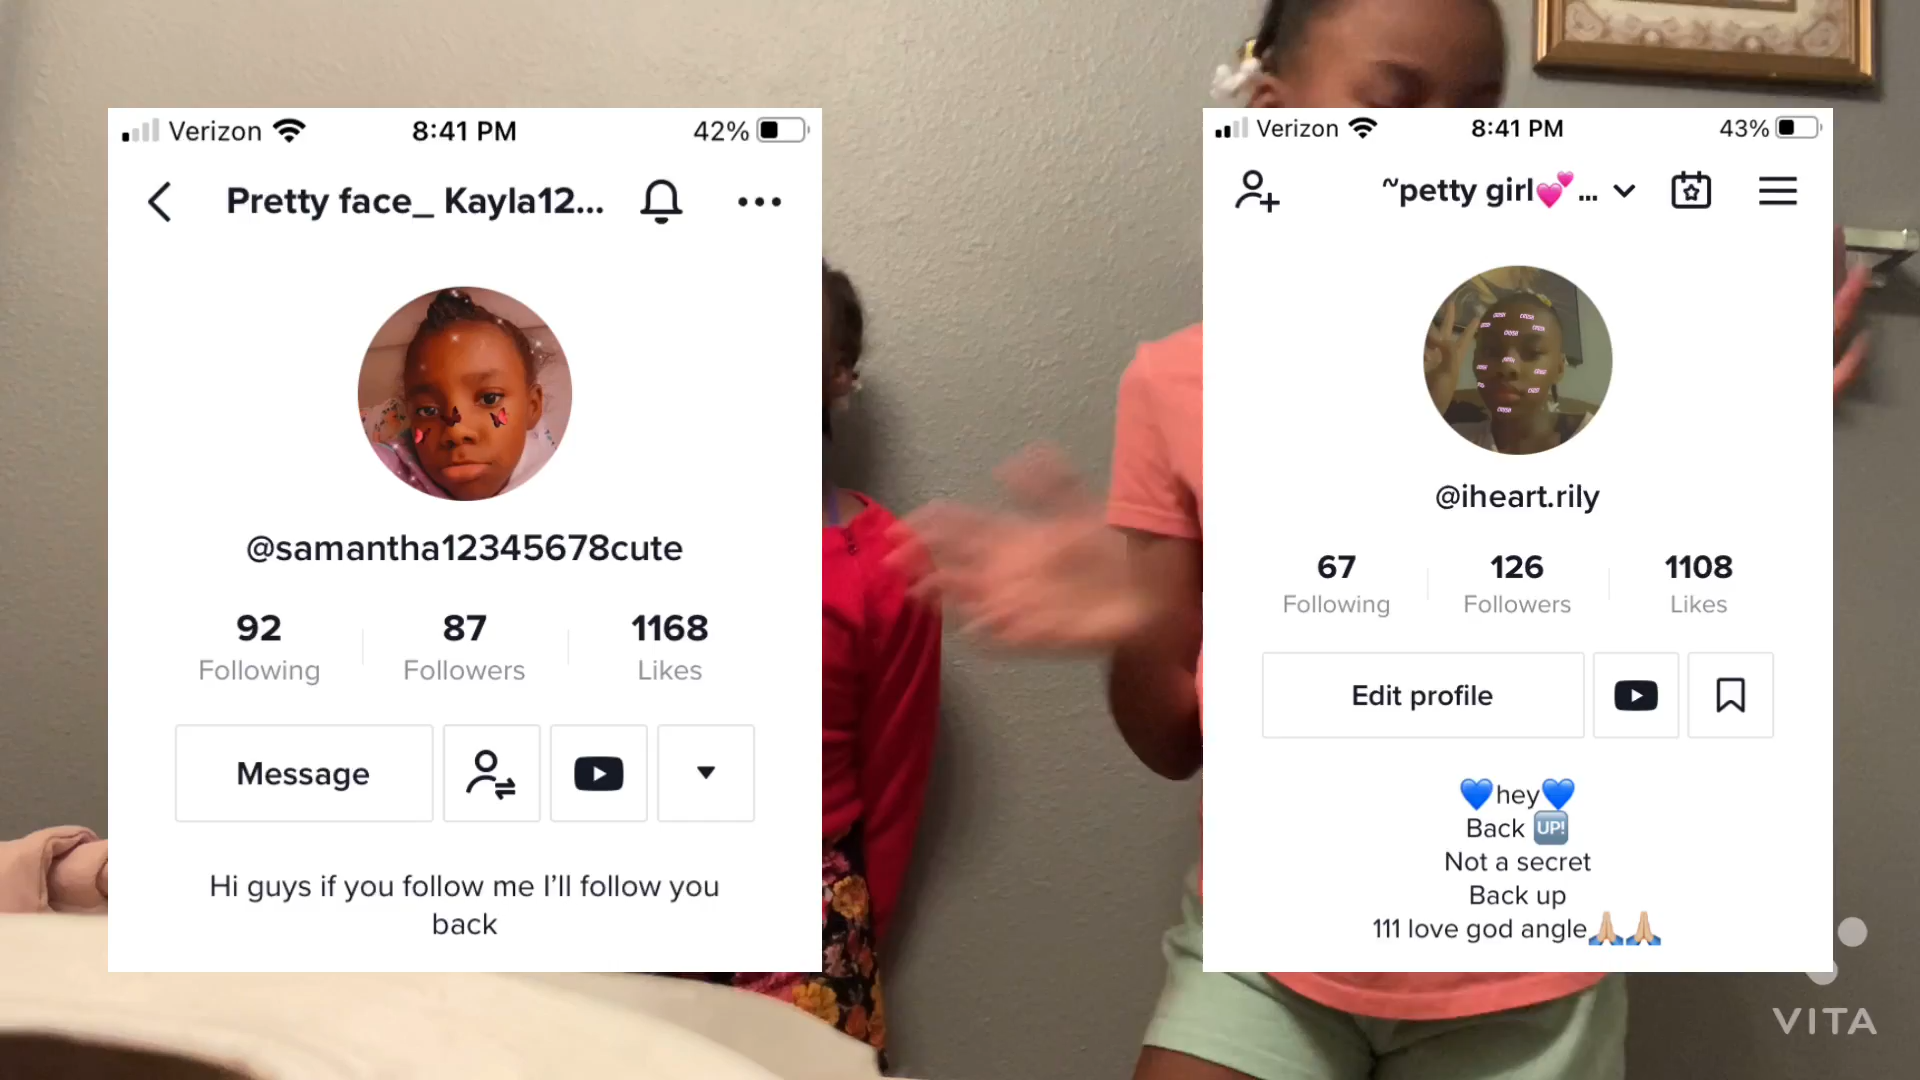 Verizon 8:41 PM 42%
Pretty face_ Kayla12...
@samantha12345678cute
92 87 1168
Following Followers Likes
Message
Hi guys if you follow me I'll follow you
back
Verizon 8:41 PM 43%
~petty girl💕...
@iheart.rily
67 126 1108
Following Followers Likes
Edit profile
💙hey💙
Back 🆙
Not a secret
Back up
111 love god angle🙏🏼🙏🏼
VITA